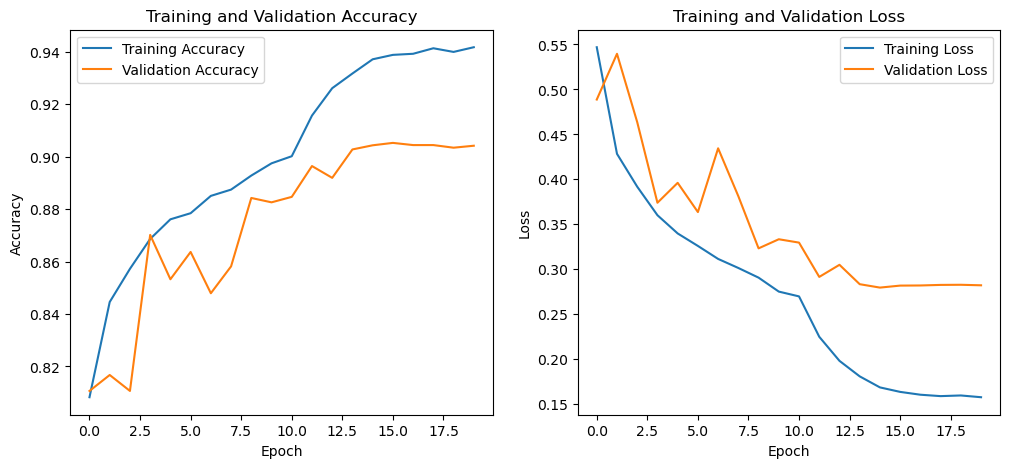 Training and Validation Accuracy
Training Accuracy
Validation Accuracy
Accuracy
0.94
0.92
0.90
0.88
0.86
0.84
0.82
0.0 2.5 5.0 7.5 10.0 12.5 15.0 17.5
Epoch
Training and Validation Loss
Training Loss
Validation Loss
Loss
0.55
0.50
0.45
0.40
0.35
0.30
0.25
0.20
0.15
0.0 2.5 5.0 7.5 10.0 12.5 15.0 17.5
Epoch